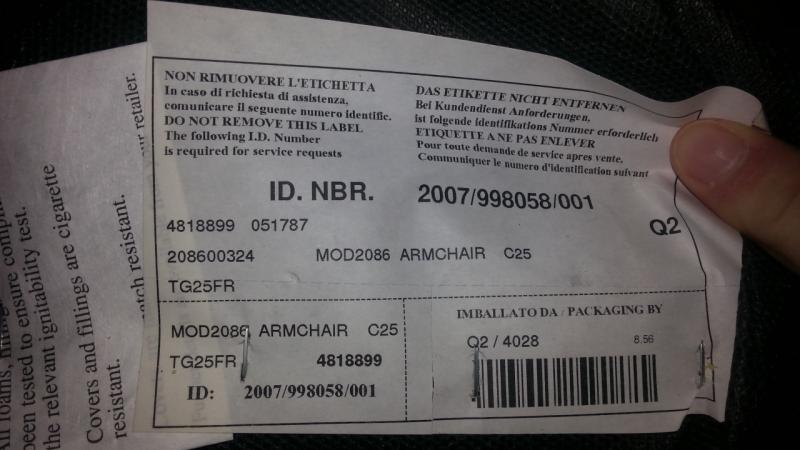 NON RIMUOVERE L'ETICHETTA
In caso di richiesta di assistenza,
comunicare il seguente numero identific.
DO NOT REMOVE THIS LABEL
The following I.D. Number
is required for service requests
DAS ETIKETTE NICHT ENTFERNEN
Bei Kundendienst Anforderungen,
ist folgende identifikations Nummer erforderlich
ETIQUETTE A NE PAS ENLEVER
Pour toute demande de service apres vente,
Communiquer le numero d'identification suivant
ID. NBR. 2007/998058/001
4818899 051787
Q2
208600324 MOD2086 ARMCHAIR C25
TG25FR
MOD2086 ARMCHAIR C25
TG25FR 4818899
ID: 2007/998058/001
IMBALLATO DA / PACKAGING BY
Q2 / 4028 8.56
All foams,
been tested to ensure
the relevant ignitability test.
Covers and fillings are cigarette
resistant.
resistant.
retailer.